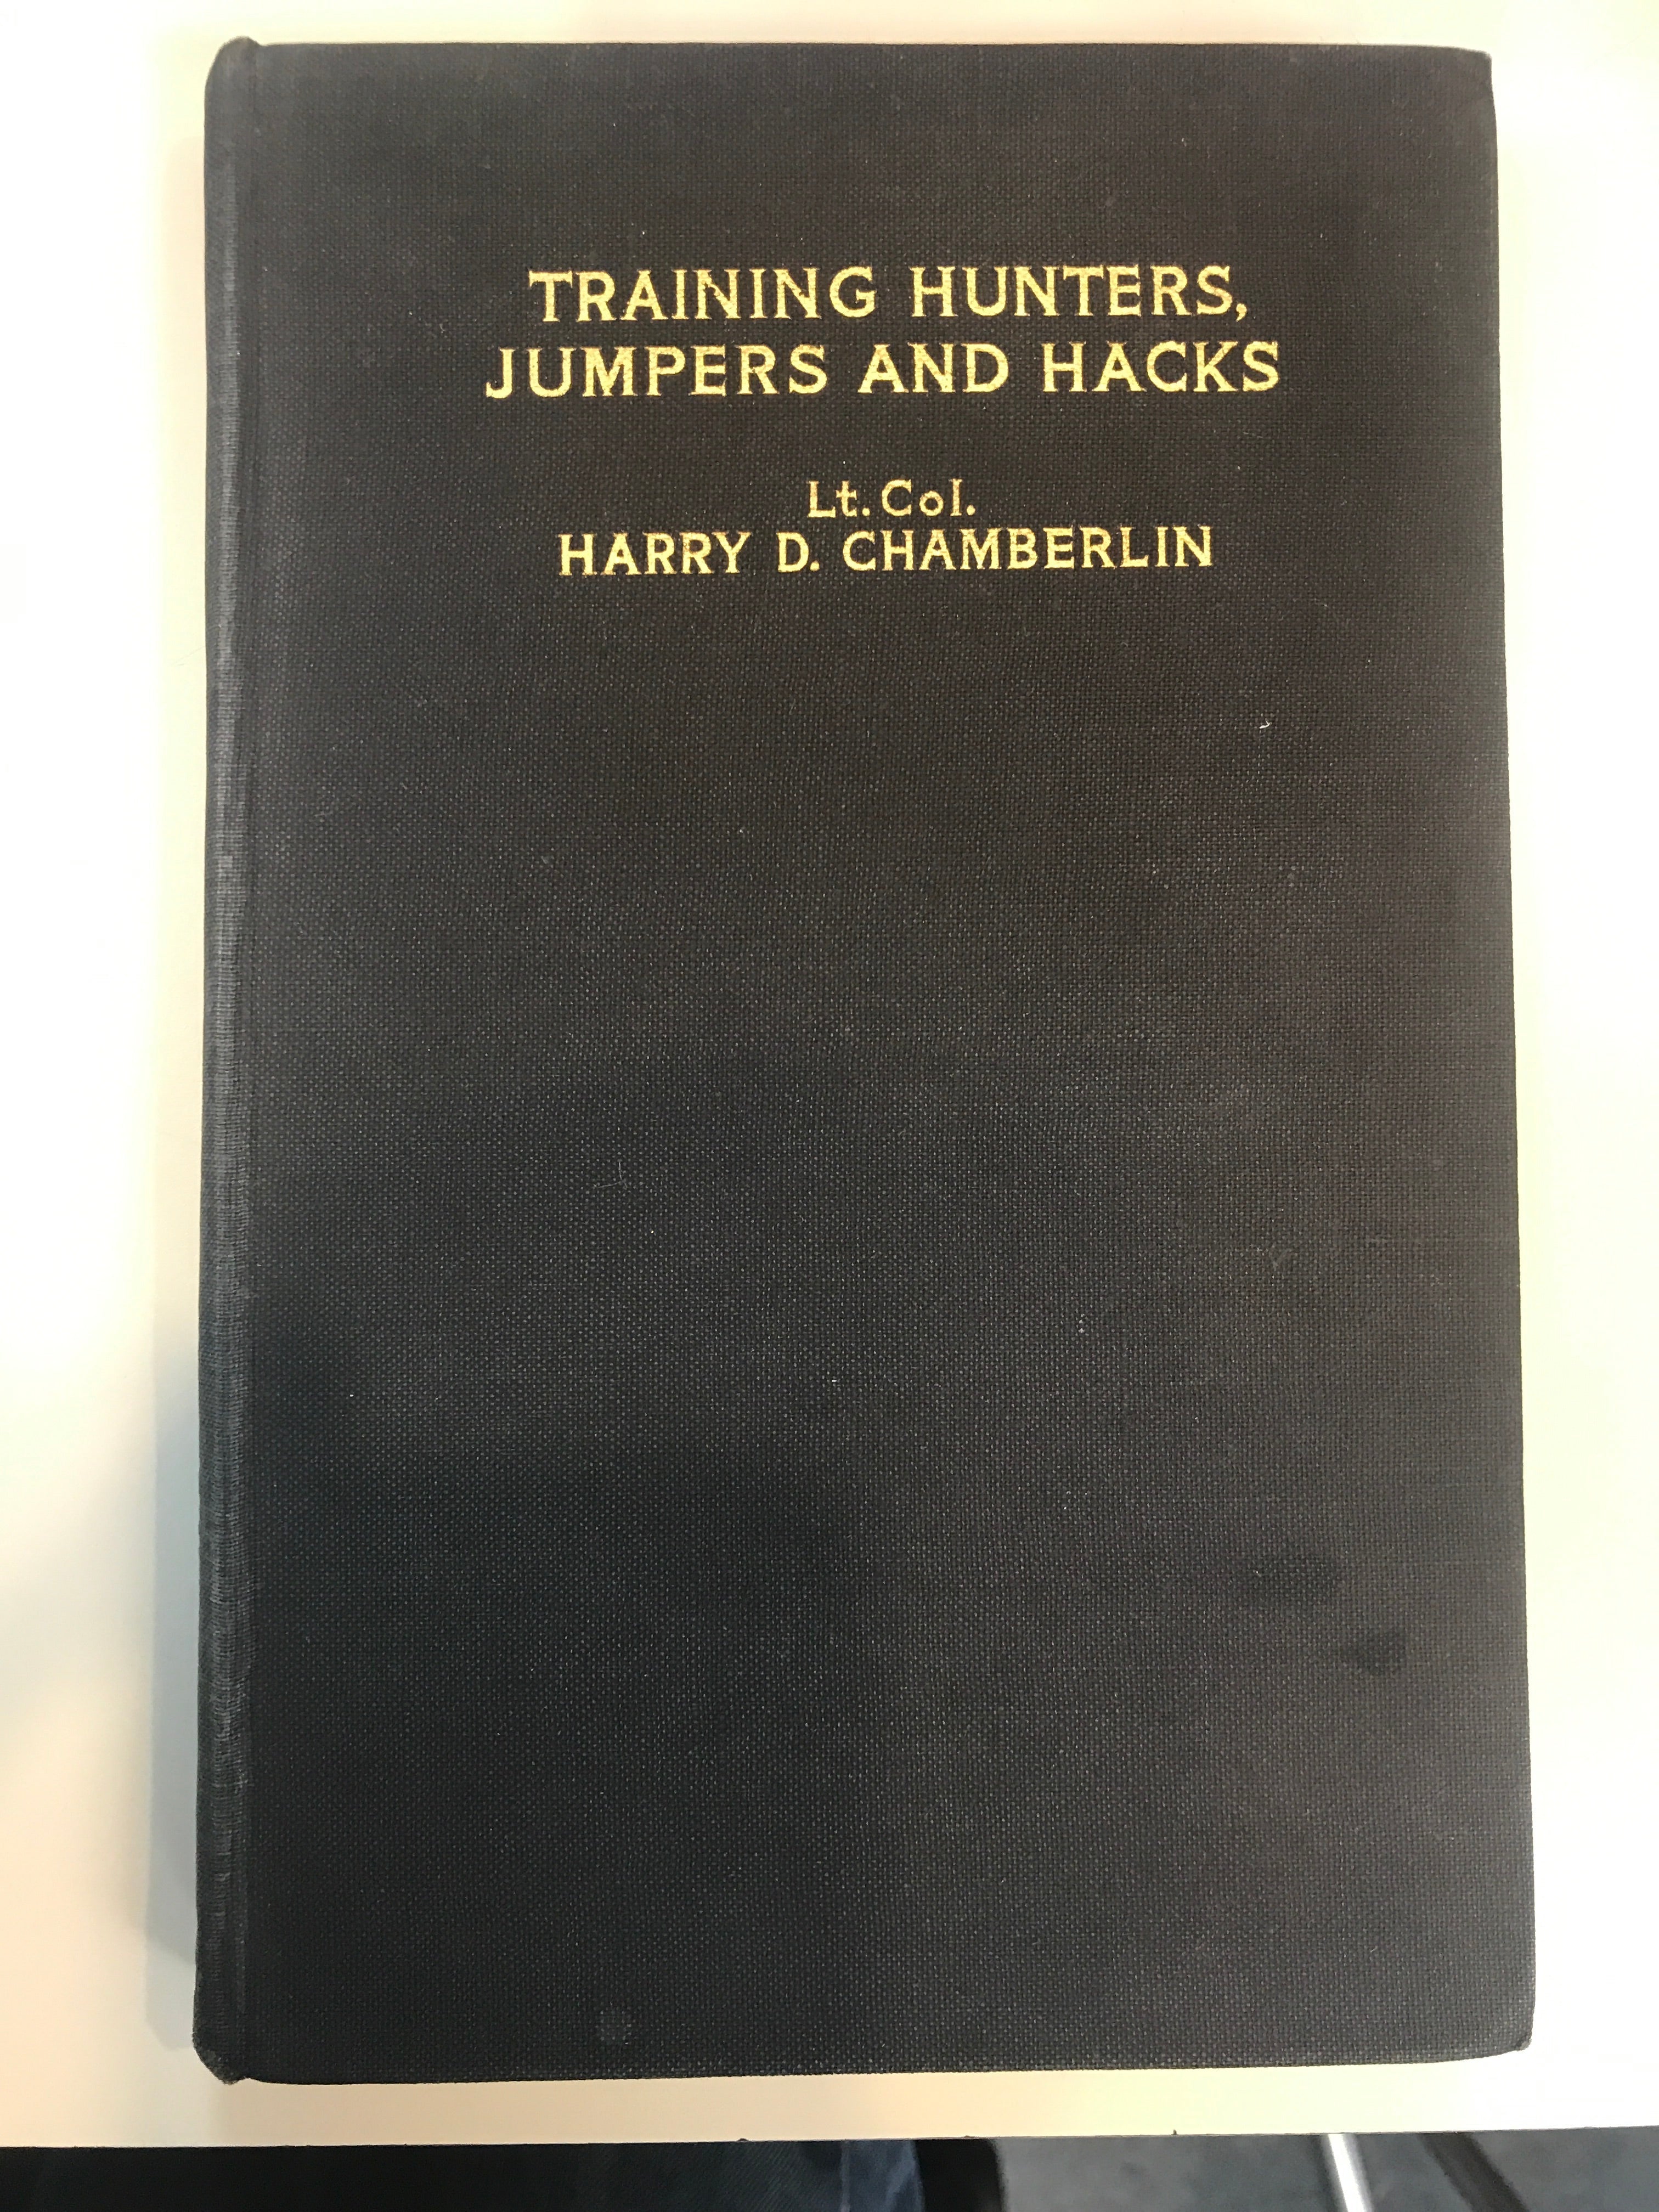 TRAINING HUNTERS,
JUMPERS AND HACKS
Lt. Col.
HARRY D. CHAMBERLIN